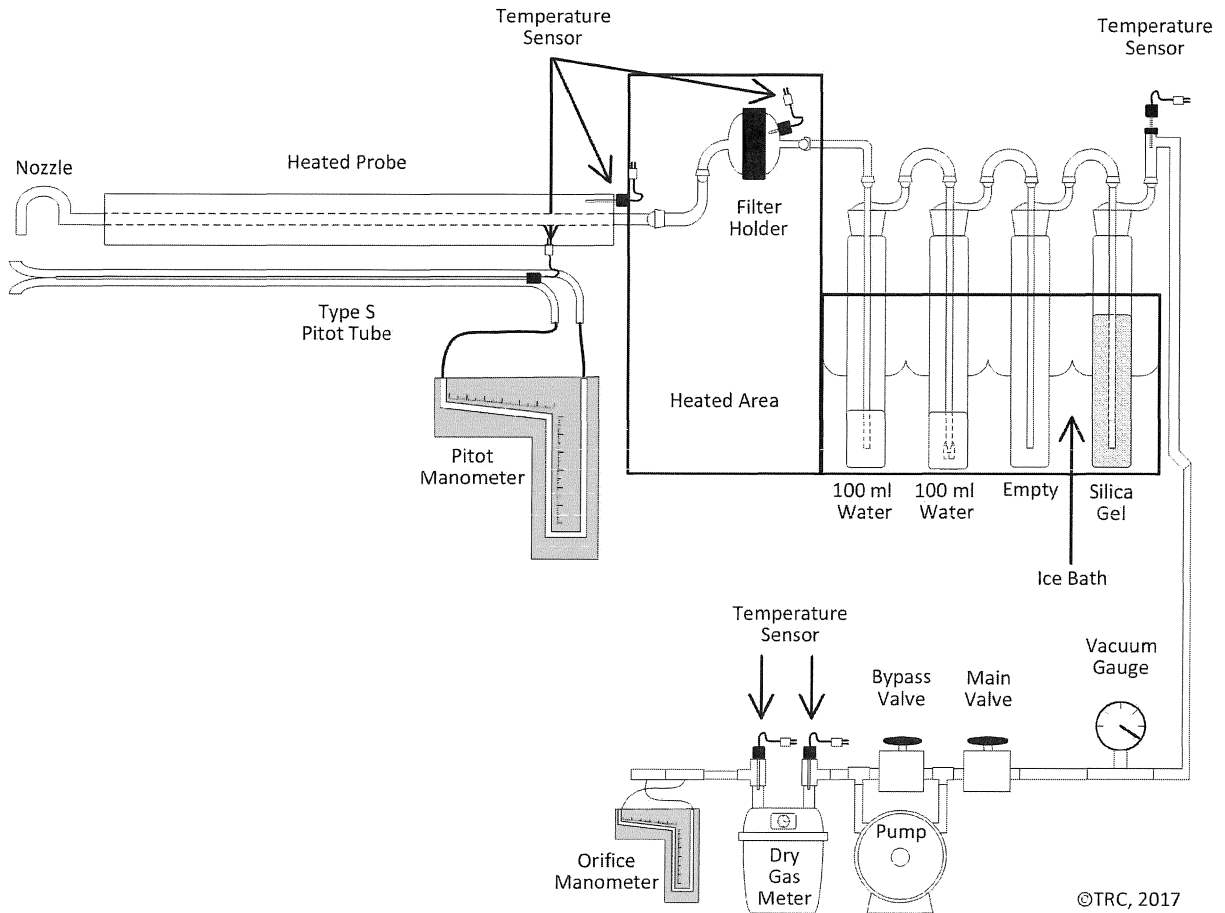 Temperature
Sensor
Temperature
Sensor
Nozzle
Heated Probe
Filter
Holder
Type S
Pitot Tube
Heated Area
Pitot
Manometer
100 ml
Water
100 ml
Water
Empty
Silica
Gel
Ice Bath
Temperature
Sensor
Bypass
Valve
Main
Valve
Vacuum
Gauge
Orifice
Manometer
Dry
Gas
Meter
Pump
©TRC, 2017